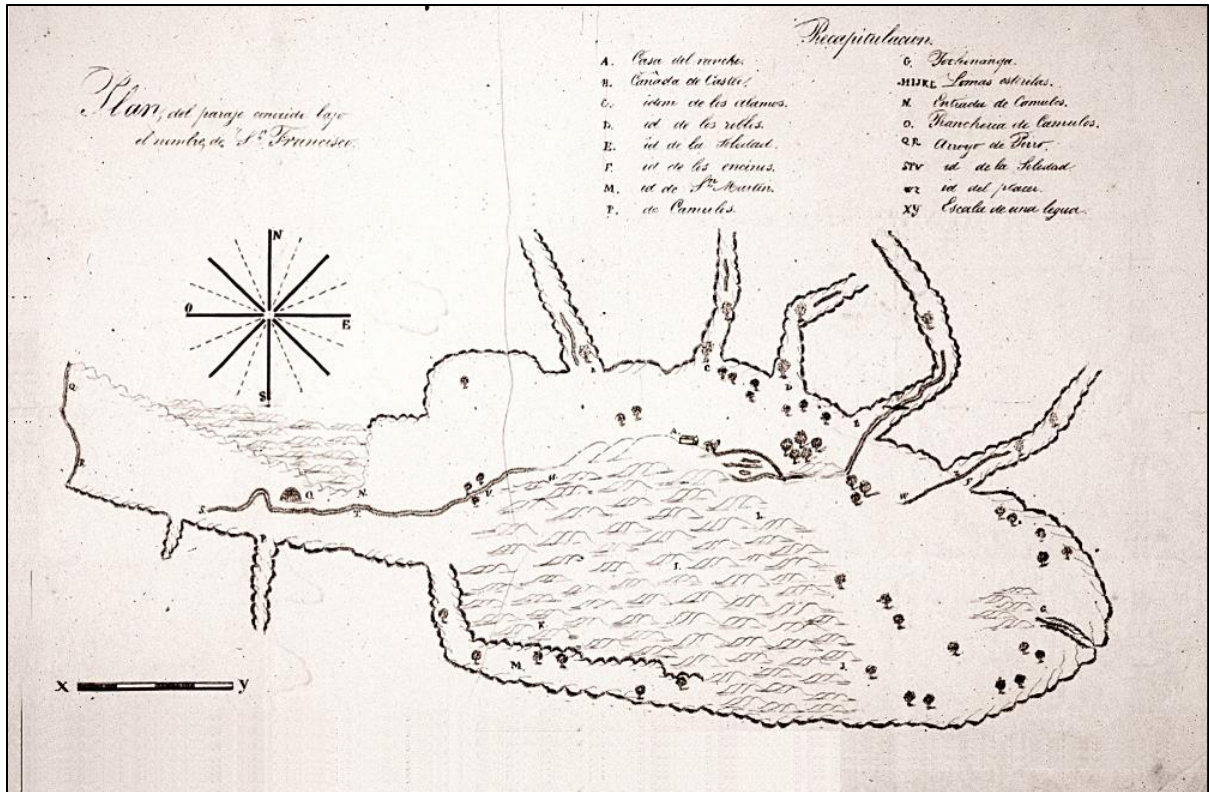 Plan, del paraje conocido bajo
el nombre, de Sn. Francisco.
Recapitulacion.
A. Casa del rancho.
B. Cañada de Castec.
C. idem de los alamos.
D. id de los robles.
E. id de la Soledad.
F. id de los encinos.
M. id de Sn. Martin.
P. de Camulos.
G. Tochonanga.
HIJKL Lomas esteriles.
N. Entrada de Camulos.
O. Rancheria de Camulos.
QR Arroyo de Piro.
STV id de la Soledad
WZ id del placer.
XY Escala de una legua.
N
O
E
S
Q
R
S.
O.
N.
T.
V.
H.
A.
C
D
E
W
F
L.
I.
K
M.
J.
G.
P
X
Y